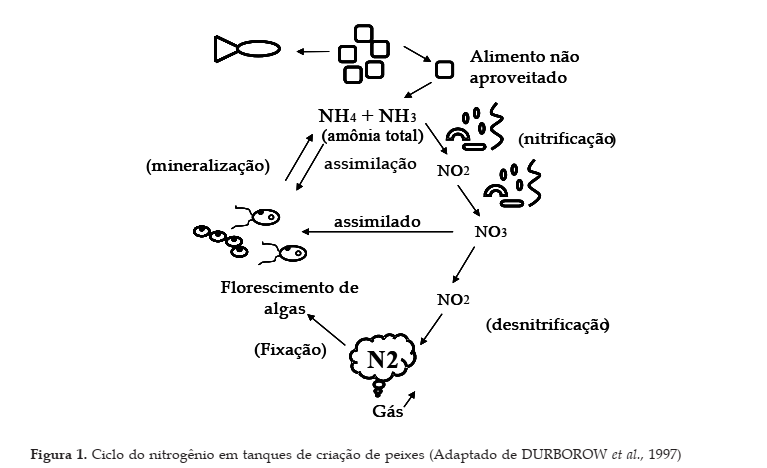 Alimento não
aproveitado
NH4 + NH3
(amônia total)
(nitrificação)
(mineralização)
assimilação
NO2
assimilado
NO3
Florescimento de
algas
NO2
(desnitrificação)
(Fixação)
N2
Gás
Figura 1. Ciclo do nitrogênio em tanques de criação de peixes (Adaptado de DURBOROW et al., 1997)